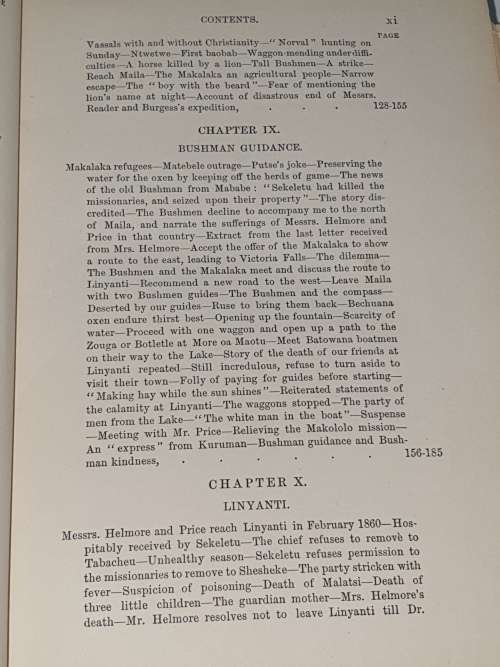 CONTENTS. xi
PAGE
Vassals with and without Christianity—"Norval" hunting on
Sunday—Ntwetwe—First baobab—Waggon-mending under diffi-
culties—A horse killed by a lion—Tall Bushmen—A strike—
Reach Maila—The Makalaka an agricultural people—Narrow
escape—The "boy with the beard"—Fear of mentioning the
lion's name at night—Account of disastrous end of Messrs.
Reader and Burgess's expedition, . . . 128-155
CHAPTER IX.
BUSHMAN GUIDANCE.
Makalaka refugees—Matebele outrage—Putse's joke—Preserving the
water for the oxen by keeping off the herds of game—The news
of the old Bushman from Mababe: "Sekeletu had killed the
missionaries, and seized upon their property"—The story dis-
credited—The Bushmen decline to accompany me to the north
of Maila, and narrate the sufferings of Messrs. Helmore and
Price in that country—Extract from the last letter received
from Mrs. Helmore—Accept the offer of the Makalaka to show
a route to the east, leading to Victoria Falls—The dilemma—
The Bushmen and the Makalaka meet and discuss the route to
Linyanti—Recommend a new road to the west—Leave Maila
with two Bushmen guides—The Bushmen and the compass—
Deserted by our guides—Ruse to bring them back—Bechuana
oxen endure thirst best—Opening up the fountain—Scarcity of
water—Proceed with one waggon and open up a path to the
Zouga or Botletle at More oa Maotu—Meet Batowana boatmen
on their way to the Lake—Story of the death of our friends at
Linyanti repeated—Still incredulous, refuse to turn aside to
visit their town—Folly of paying for guides before starting—
"Making hay while the sun shines"—Reiterated statements of
the calamity at Linyanti—The waggons stopped—The party of
men from the Lake—"The white man in the boat"—Suspense
—Meeting with Mr. Price—Relieving the Makololo mission—
An "express" from Kuruman—Bushman guidance and Bush-
man kindness, . . . . . . 156-185
CHAPTER X.
LINYANTI.
Messrs. Helmore and Price reach Linyanti in February 1860—Hos-
pitably received by Sekeletu—The chief refuses to remove to
Tabacheu—Unhealthy season—Sekeletu refuses permission to
the missionaries to remove to Shesheke—The party stricken with
fever—Suspicion of poisoning—Death of Malatsi—Death of
three little children—The guardian mother—Mrs. Helmore's
death—Mr. Helmore resolves not to leave Linyanti till Dr.